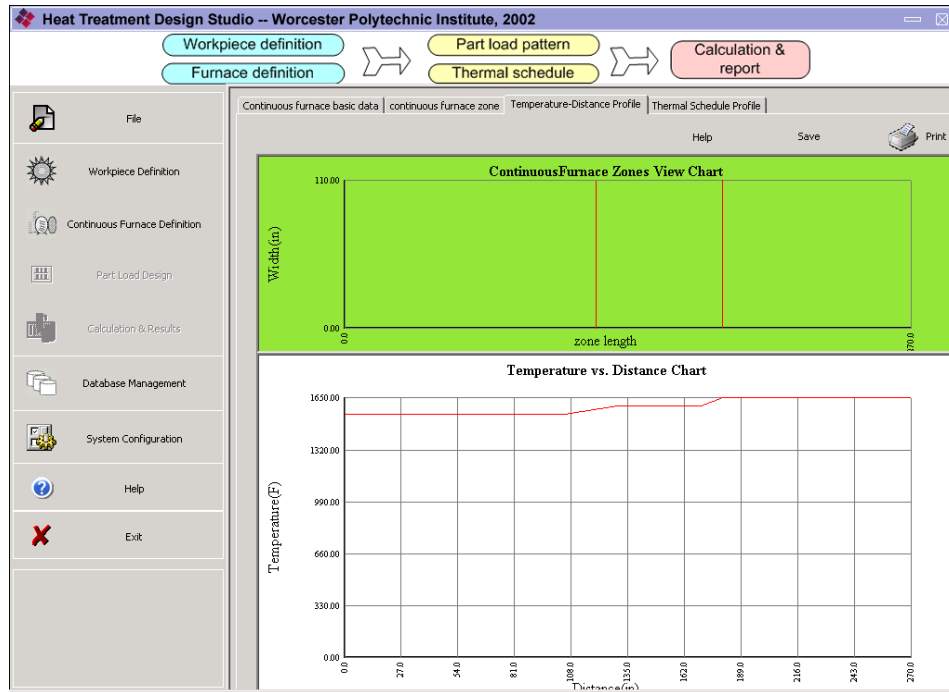 Heat Treatment Design Studio -- Worcester Polytechnic Institute, 2002
Workpiece definition
Furnace definition
Part load pattern
Thermal schedule
Calculation &
report
File
Workpiece Definition
Continuous Furnace Definition
Part Load Design
Calculation & Results
Database Management
System Configuration
Help
Exit
Continuous furnace basic data
continuous furnace zone
Temperature-Distance Profile
Thermal Schedule Profile
Help
Save
Print
ContinuousFurnace Zones View Chart
110.00
Width(in)
0.00
0.0
zone length
270.0
Temperature vs. Distance Chart
1650.00
1320.00
990.00
660.00
330.00
0.00
Temperature(F)
0.0
27.0
54.0
81.0
108.0
135.0
162.0
189.0
216.0
243.0
270.0
Distance(in)